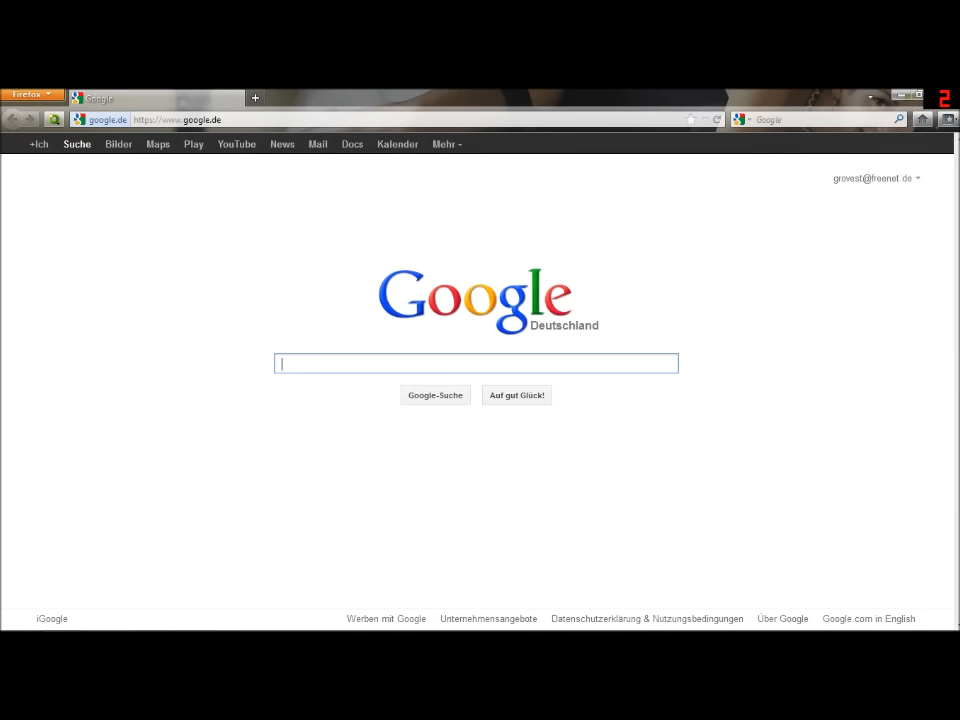 Firefox
Google
2
google.de https://www.google.de
Google
+Ich Suche Bilder Maps Play YouTube News Mail Docs Kalender Mehr
grovest@freenet.de
Google
Deutschland
Google-Suche Auf gut Glück!
iGoogle Werben mit Google Unternehmensangebote Datenschutzerklärung & Nutzungsbedingungen Über Google Google.com in English